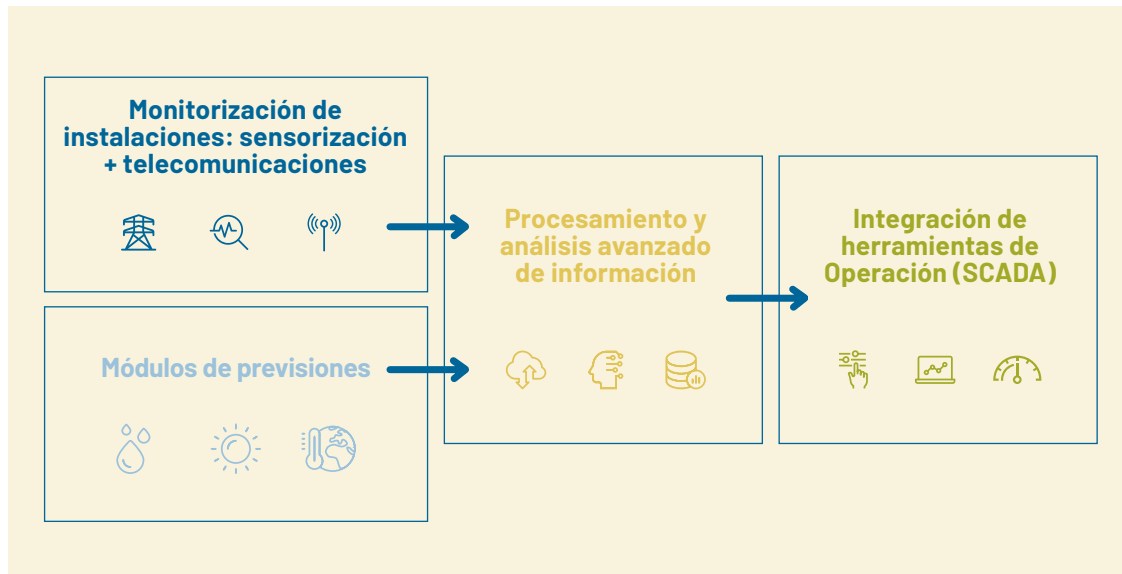 Monitorización de
instalaciones: sensorización
+ telecomunicaciones
Módulos de previsiones
Procesamiento y
análisis avanzado
de información
Integración de
herramientas de
Operación (SCADA)